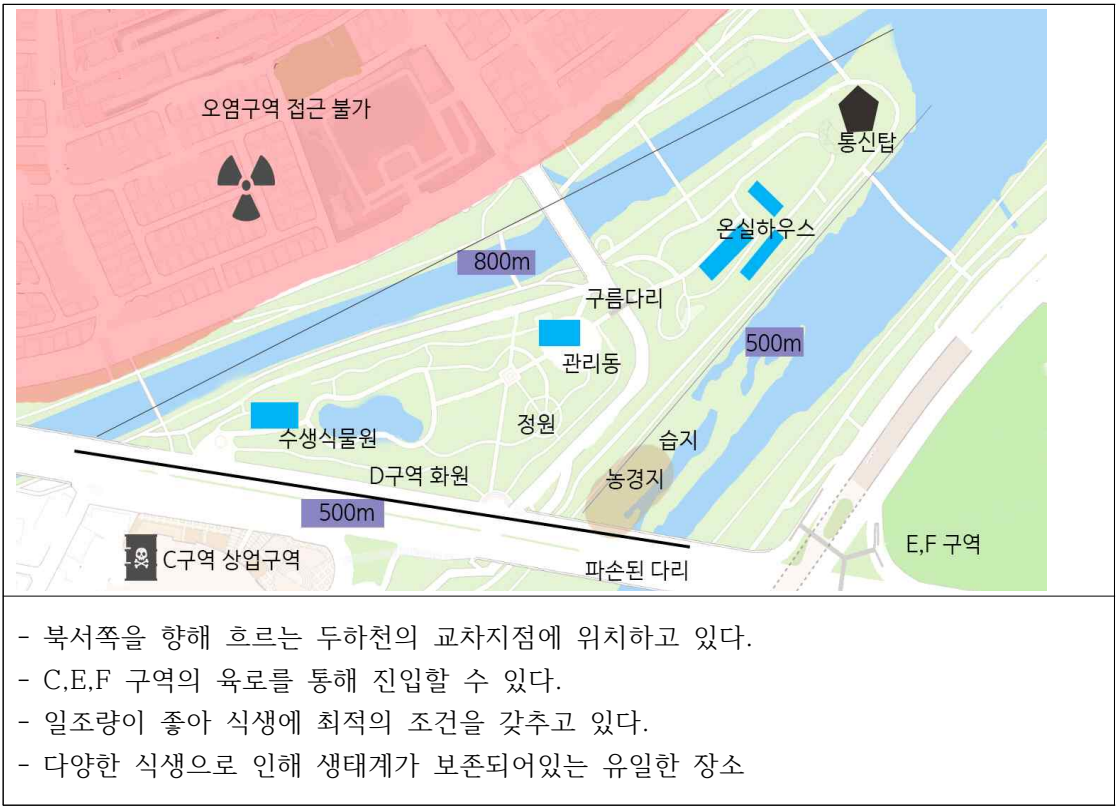 오염구역 접근 불가
통신탑
온실하우스
800m
구름다리
500m
관리동
정원
수생식물원
습지
D구역 화원
농경지
500m
E,F 구역
C구역 상업구역
파손된 다리
- 북서쪽을 향해 흐르는 두하천의 교차지점에 위치하고 있다.
- C,E,F 구역의 육로를 통해 진입할 수 있다.
- 일조량이 좋아 식생에 최적의 조건을 갖추고 있다.
- 다양한 식생으로 인해 생태계가 보존되어있는 유일한 장소